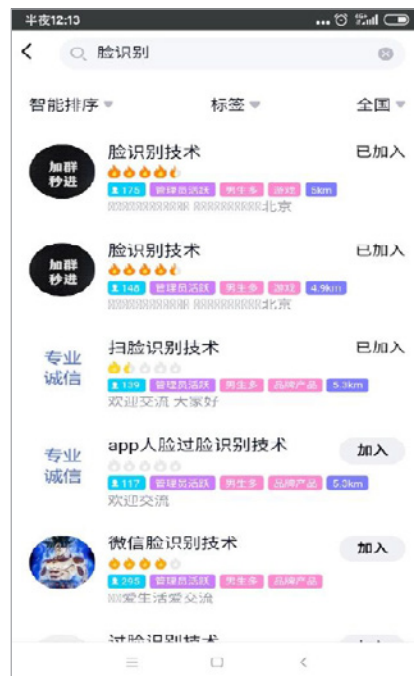 半夜12:13
脸识别
智能排序 标签 全国
加群
秒进
脸识别技术
已加入
175 管理员活跃 男生多 游戏 5km
北京
加群
秒进
脸识别技术
已加入
148 管理员活跃 男生多 游戏 4.9km
北京
专业
诚信
扫脸识别技术
已加入
139 管理员活跃 男生多 品牌产品 5.3km
欢迎交流 大家好
专业
诚信
app人脸过脸识别技术
加入
117 管理员活跃 男生多 品牌产品 5.3km
欢迎交流
微信脸识别技术
加入
295 管理员活跃 男生多 品牌产品
爱生活爱交流
过脸识别技术